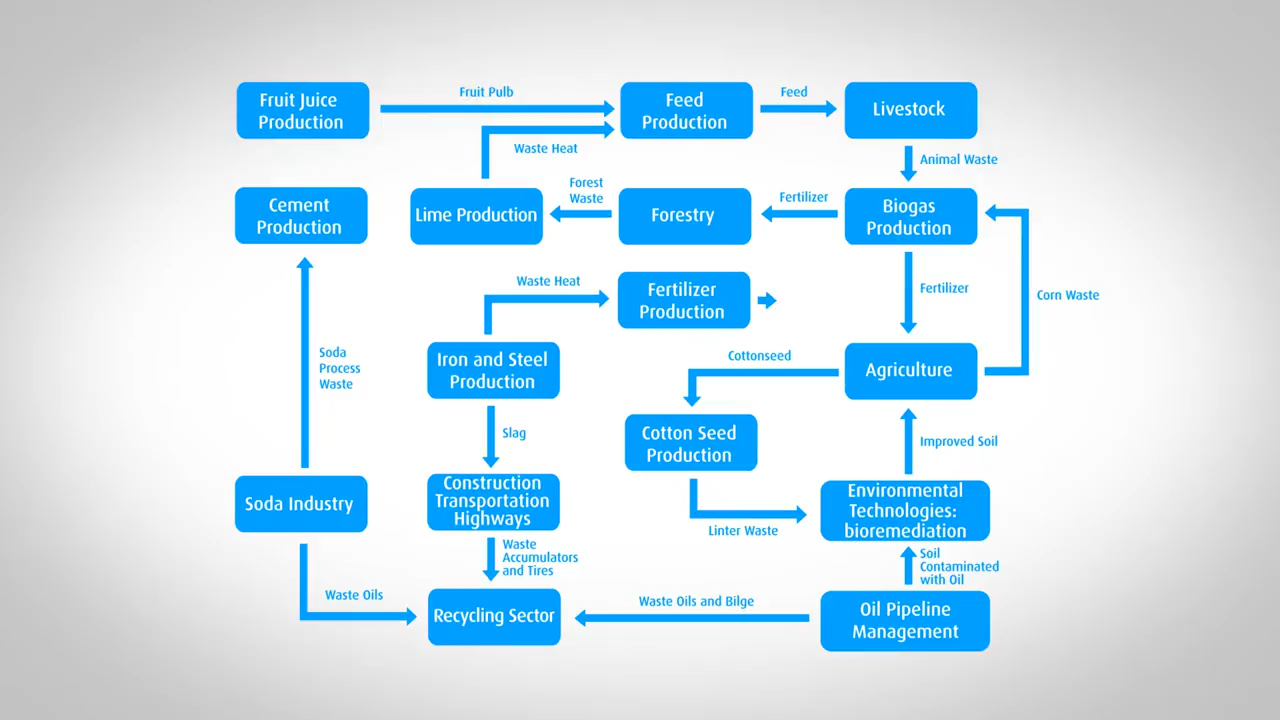 Fruit Juice
Production
Fruit Pulb
Feed
Production
Feed
Livestock
Waste Heat
Animal Waste
Cement
Production
Lime Production
Forest
Waste
Forestry
Fertilizer
Biogas
Production
Waste Heat
Fertilizer
Production
Fertilizer
Corn Waste
Soda
Process
Waste
Iron and Steel
Production
Cottonseed
Agriculture
Slag
Cotton Seed
Production
Improved Soil
Soda Industry
Construction
Transportation
Highways
Linter Waste
Environmental
Technologies:
bioremediation
Waste
Accumulators
and Tires
Soil
Contaminated
with Oil
Waste Oils
Recycling Sector
Waste Oils and Bilge
Oil Pipeline
Management